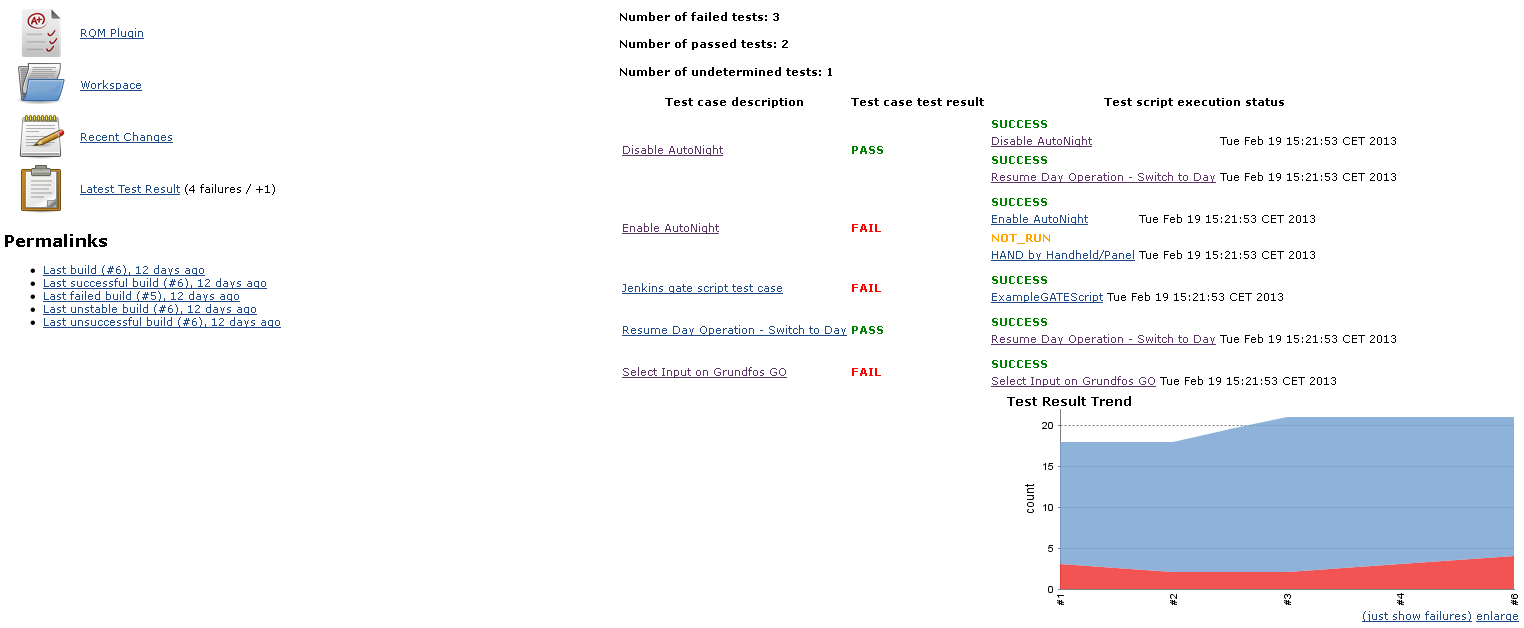 RQM Plugin
Workspace
Recent Changes
Latest Test Result (4 failures / +1)
Permalinks
Last build (#6), 12 days ago
Last successful build (#6), 12 days ago
Last failed build (#5), 12 days ago
Last unstable build (#6), 12 days ago
Last unsuccessful build (#6), 12 days ago
Number of failed tests: 3
Number of passed tests: 2
Number of undetermined tests: 1
Test case description Test case test result Test script execution status
Disable AutoNight PASS
SUCCESS
Disable AutoNight Tue Feb 19 15:21:53 CET 2013
SUCCESS
Resume Day Operation - Switch to Day Tue Feb 19 15:21:53 CET 2013
Enable AutoNight FAIL
SUCCESS
Enable AutoNight Tue Feb 19 15:21:53 CET 2013
NOT_RUN
HAND by Handheld/Panel Tue Feb 19 15:21:53 CET 2013
Jenkins gate script test case FAIL
SUCCESS
ExampleGATEScript Tue Feb 19 15:21:53 CET 2013
Resume Day Operation - Switch to Day PASS
SUCCESS
Resume Day Operation - Switch to Day Tue Feb 19 15:21:53 CET 2013
Select Input on Grundfos GO FAIL
SUCCESS
Select Input on Grundfos GO Tue Feb 19 15:21:53 CET 2013
Test Result Trend
count
20
15
10
5
0
#1 #2 #3 #4 #6
(just show failures) enlarge
A+